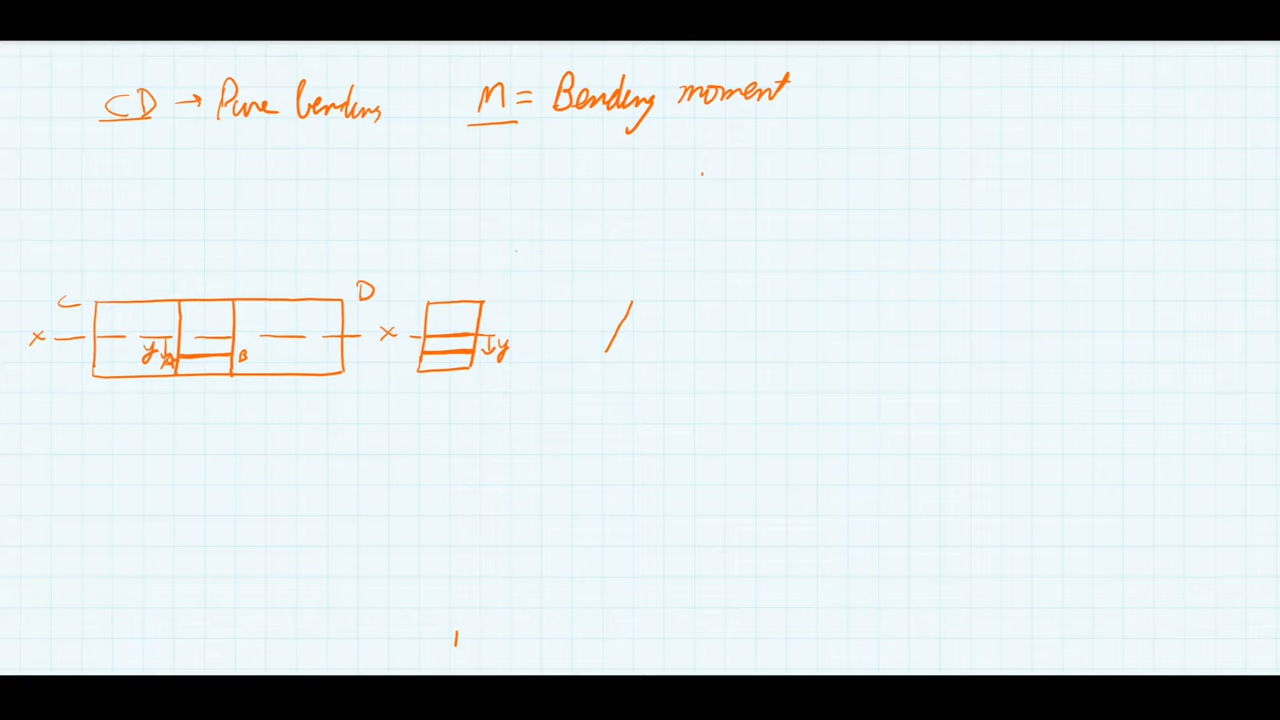 CD → Pure bending M = Bending moment
C D
x x
y A B y